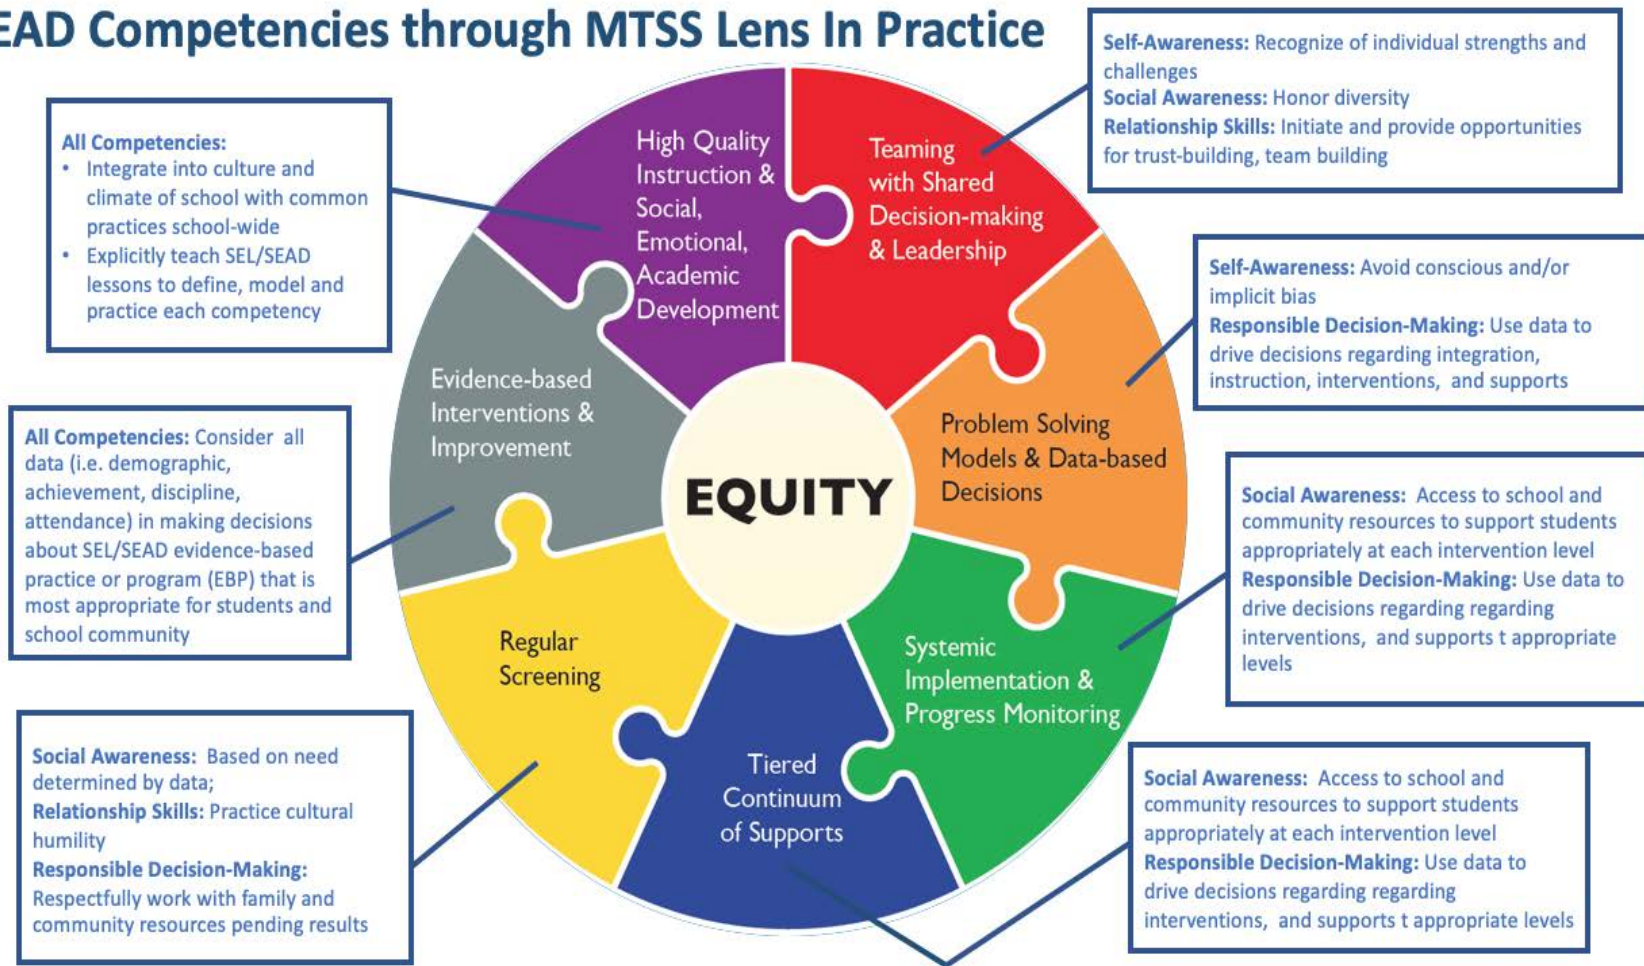 EAD Competencies through MTSS Lens In Practice
Self-Awareness: Recognize of individual strengths and
challenges
Social Awareness: Honor diversity
Relationship Skills: Initiate and provide opportunities
for trust-building, team building
All Competencies:
• Integrate into culture and
climate of school with common
practices school-wide
• Explicitly teach SEL/SEAD
lessons to define, model and
practice each competency
High Quality
Instruction &
Social,
Emotional,
Academic
Development
Teaming
with Shared
Decision-making
& Leadership
Self-Awareness: Avoid conscious and/or
implicit bias
Responsible Decision-Making: Use data to
drive decisions regarding integration,
instruction, interventions, and supports
Evidence-based
Interventions &
Improvement
Problem Solving
Models & Data-based
Decisions
EQUITY
All Competencies: Consider all
data (i.e. demographic,
achievement, discipline,
attendance) in making decisions
about SEL/SEAD evidence-based
practice or program (EBP) that is
most appropriate for students and
school community
Social Awareness: Access to school and
community resources to support students
appropriately at each intervention level
Responsible Decision-Making: Use data to
drive decisions regarding regarding
interventions, and supports t appropriate
levels
Regular
Screening
Systemic
Implementation &
Progress Monitoring
Tiered
Continuum
of Supports
Social Awareness: Based on need
determined by data;
Relationship Skills: Practice cultural
humility
Responsible Decision-Making:
Respectfully work with family and
community resources pending results
Social Awareness: Access to school and
community resources to support students
appropriately at each intervention level
Responsible Decision-Making: Use data to
drive decisions regarding regarding
interventions, and supports t appropriate levels